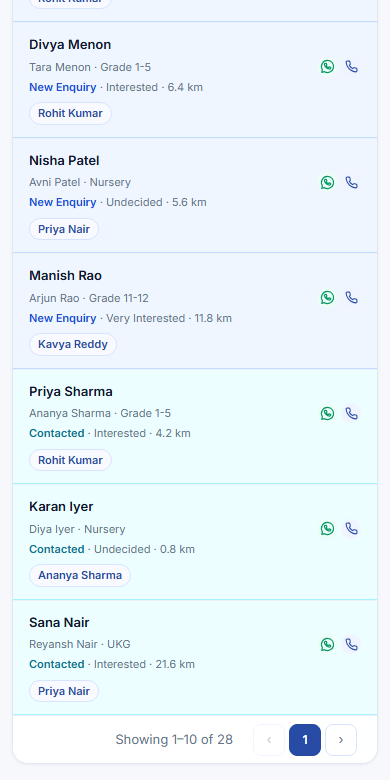 Rohit Kumar
Divya Menon
Tara Menon · Grade 1-5
New Enquiry · Interested · 6.4 km
Rohit Kumar
Nisha Patel
Avni Patel · Nursery
New Enquiry · Undecided · 5.6 km
Priya Nair
Manish Rao
Arjun Rao · Grade 11-12
New Enquiry · Very Interested · 11.8 km
Kavya Reddy
Priya Sharma
Ananya Sharma · Grade 1-5
Contacted · Interested · 4.2 km
Rohit Kumar
Karan Iyer
Diya Iyer · Nursery
Contacted · Undecided · 0.8 km
Ananya Sharma
Sana Nair
Reyansh Nair · UKG
Contacted · Interested · 21.6 km
Priya Nair
Showing 1–10 of 28 ‹ 1 ›